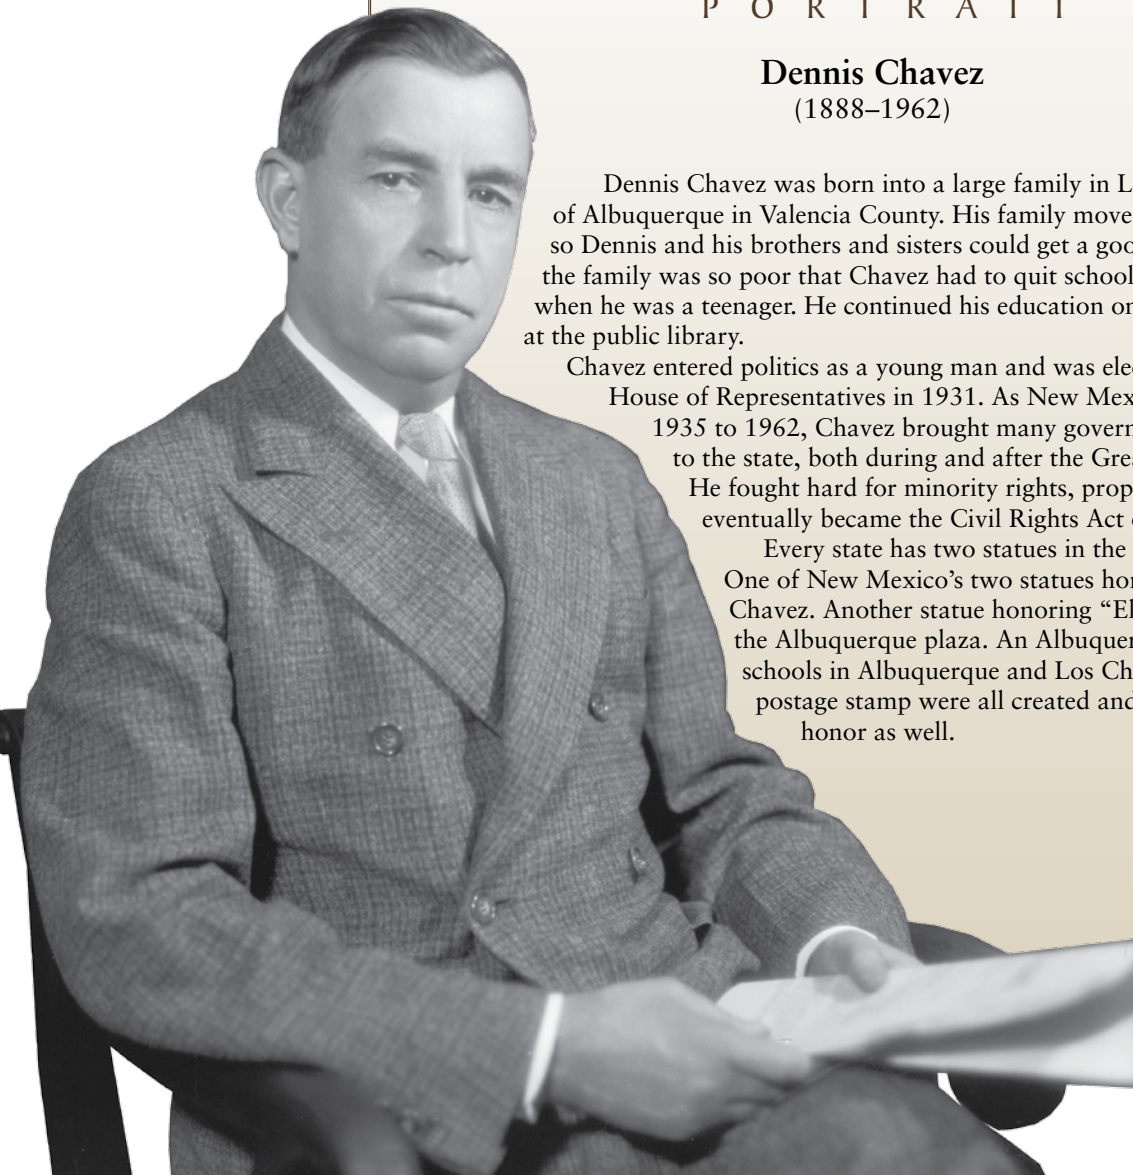 PORTRAIT
Dennis Chavez
(1888–1962)
Dennis Chavez was born into a large family in
of Albuquerque in Valencia County. His family
so Dennis and his brothers and sisters could get a
the family was so poor that Chavez had to quit school
when he was a teenager. He continued his education
at the public library.
Chavez entered politics as a young man and was
House of Representatives in 1931. As New
1935 to 1962, Chavez brought many
to the state, both during and after the
He fought hard for minority rights,
eventually became the Civil Rights Act
Every state has two statues in the
One of New Mexico’s two statues
Chavez. Another statue honoring “El
the Albuquerque plaza. An
schools in Albuquerque and Los
postage stamp were all created and
honor as well.